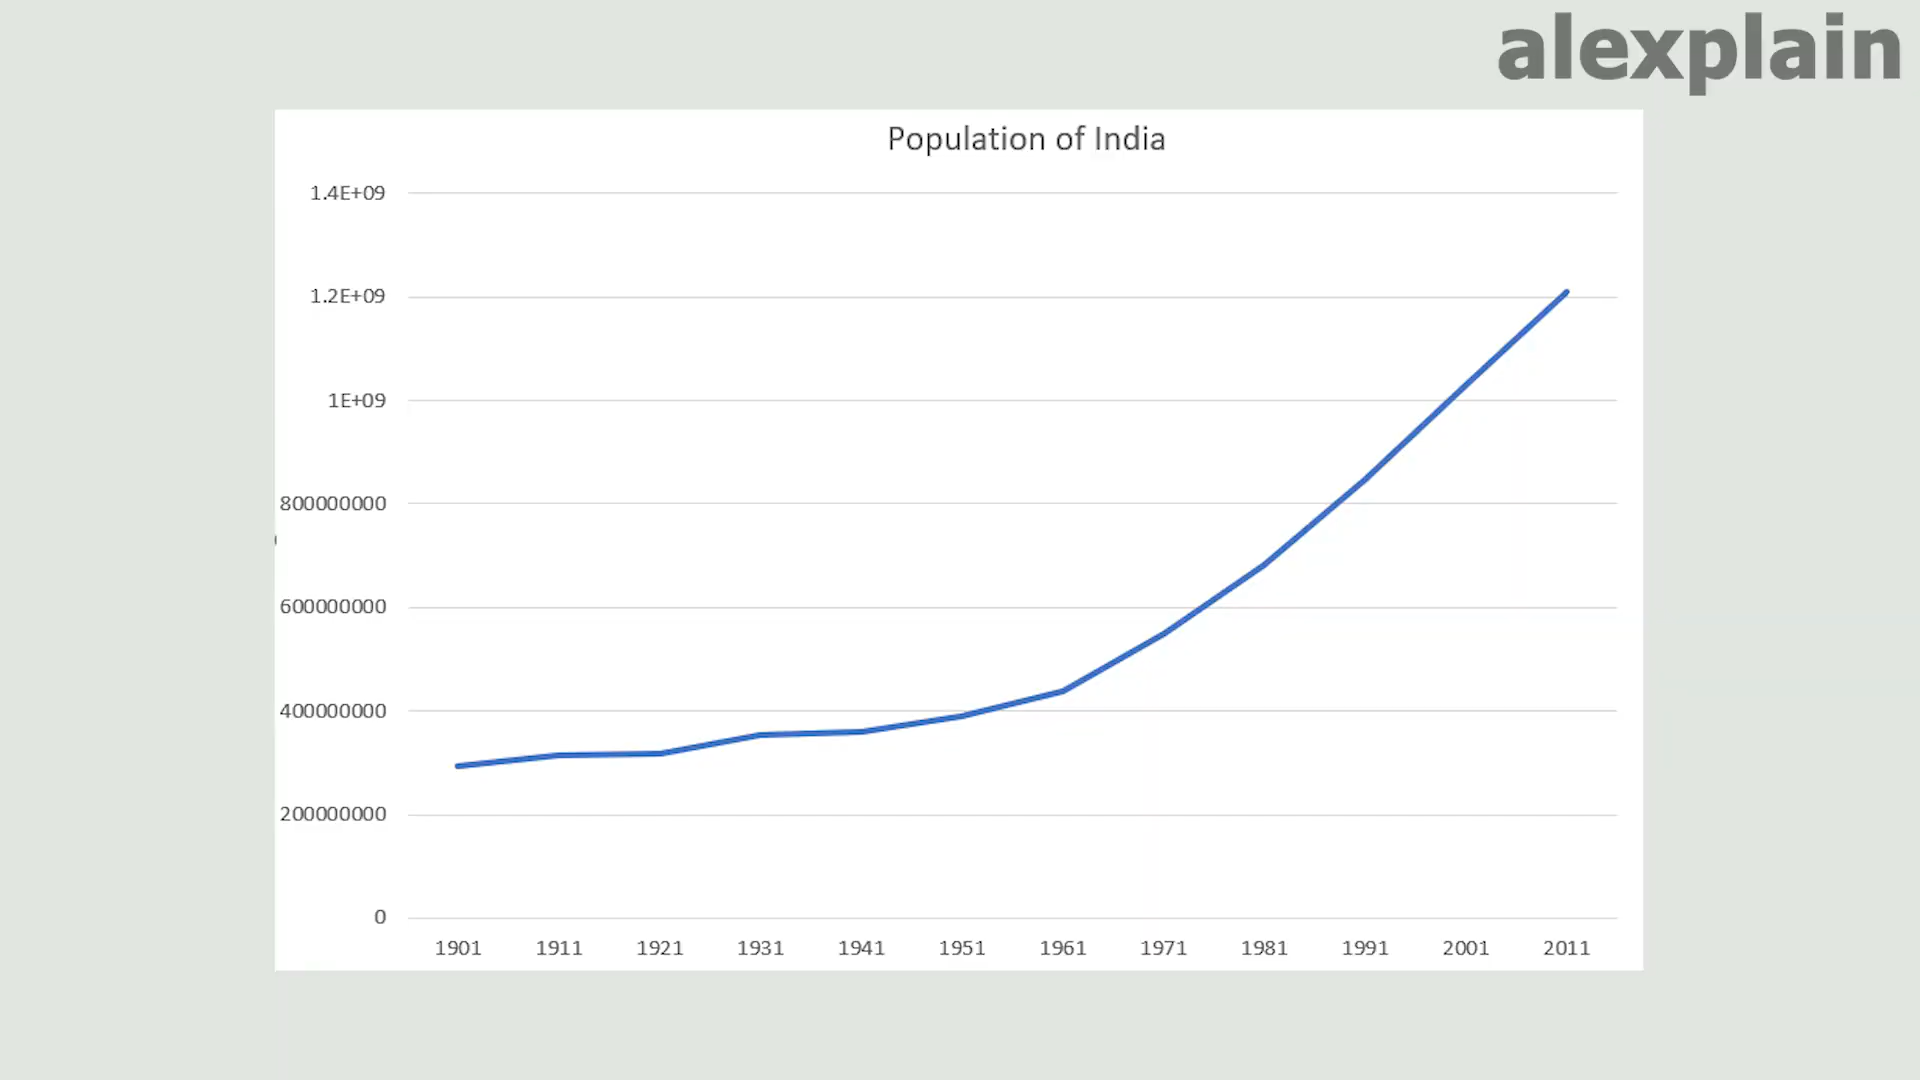 alexplain
Population of India
1.4E+09
1.2E+09
1E+09
800000000
600000000
400000000
200000000
0
1901 1911 1921 1931 1941 1951 1961 1971 1981 1991 2001 2011